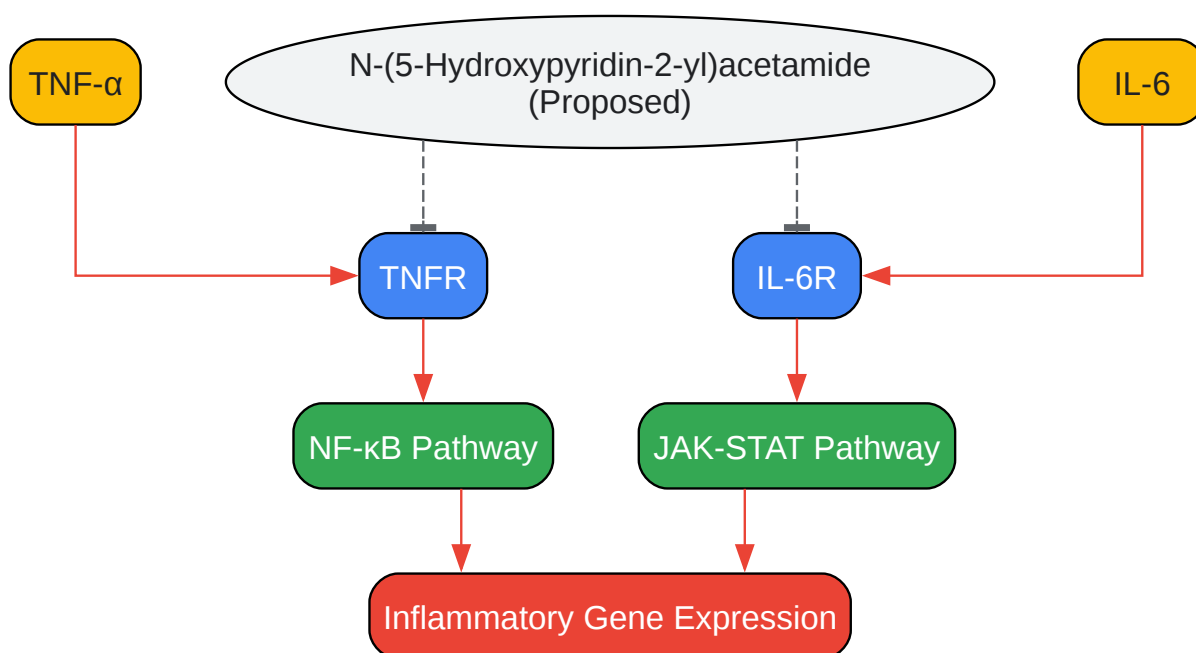 TNF-α
N-(5-Hydroxypyridin-2-yl)acetamide
(Proposed)
IL-6
TNFR
IL-6R
NF-κB Pathway
JAK-STAT Pathway
Inflammatory Gene Expression